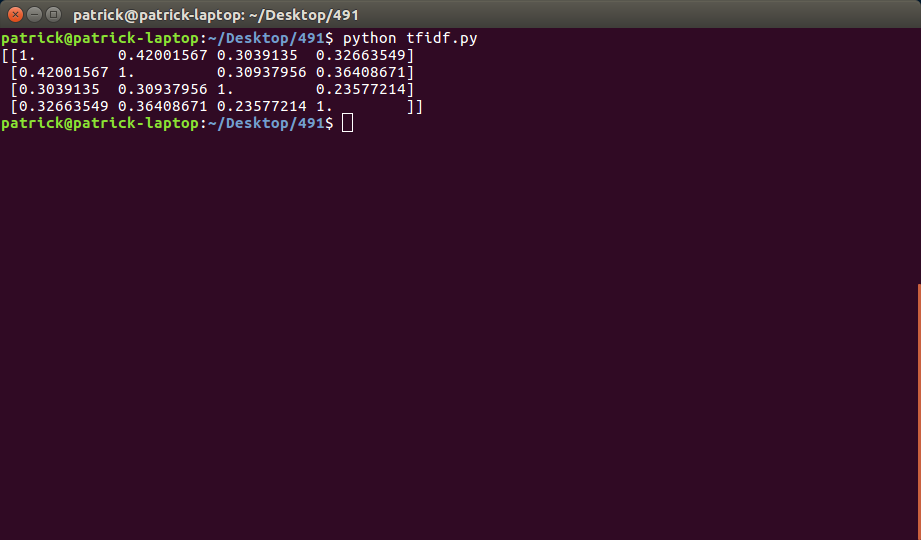 patrick@patrick-laptop: ~/Desktop/491
patrick@patrick-laptop:~/Desktop/491$ python tfidf.py
[[1.         0.42001567 0.3039135  0.32663549]
 [0.42001567 1.         0.30937956 0.36408671]
 [0.3039135  0.30937956 1.         0.23577214]
 [0.32663549 0.36408671 0.23577214 1.        ]]
patrick@patrick-laptop:~/Desktop/491$